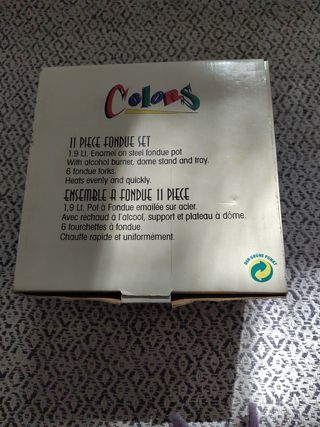 Colors
11 PIECE FONDUE SET
1.9 Lt. Enamel on steel fondue pot
With alcohol burner, dome stand and tray.
6 fondue forks.
Heats evenly and quickly.
ENSEMBLE A FONDUE 11 PIECE
1,9 Lt. Pot à Fondue emailée sur acier.
Avec réchaud à l'alcool, support et plateau à dôme.
6 fourchettes à fondue.
Chauffe rapide et uniformément.
DER GRÜNE PUNKT